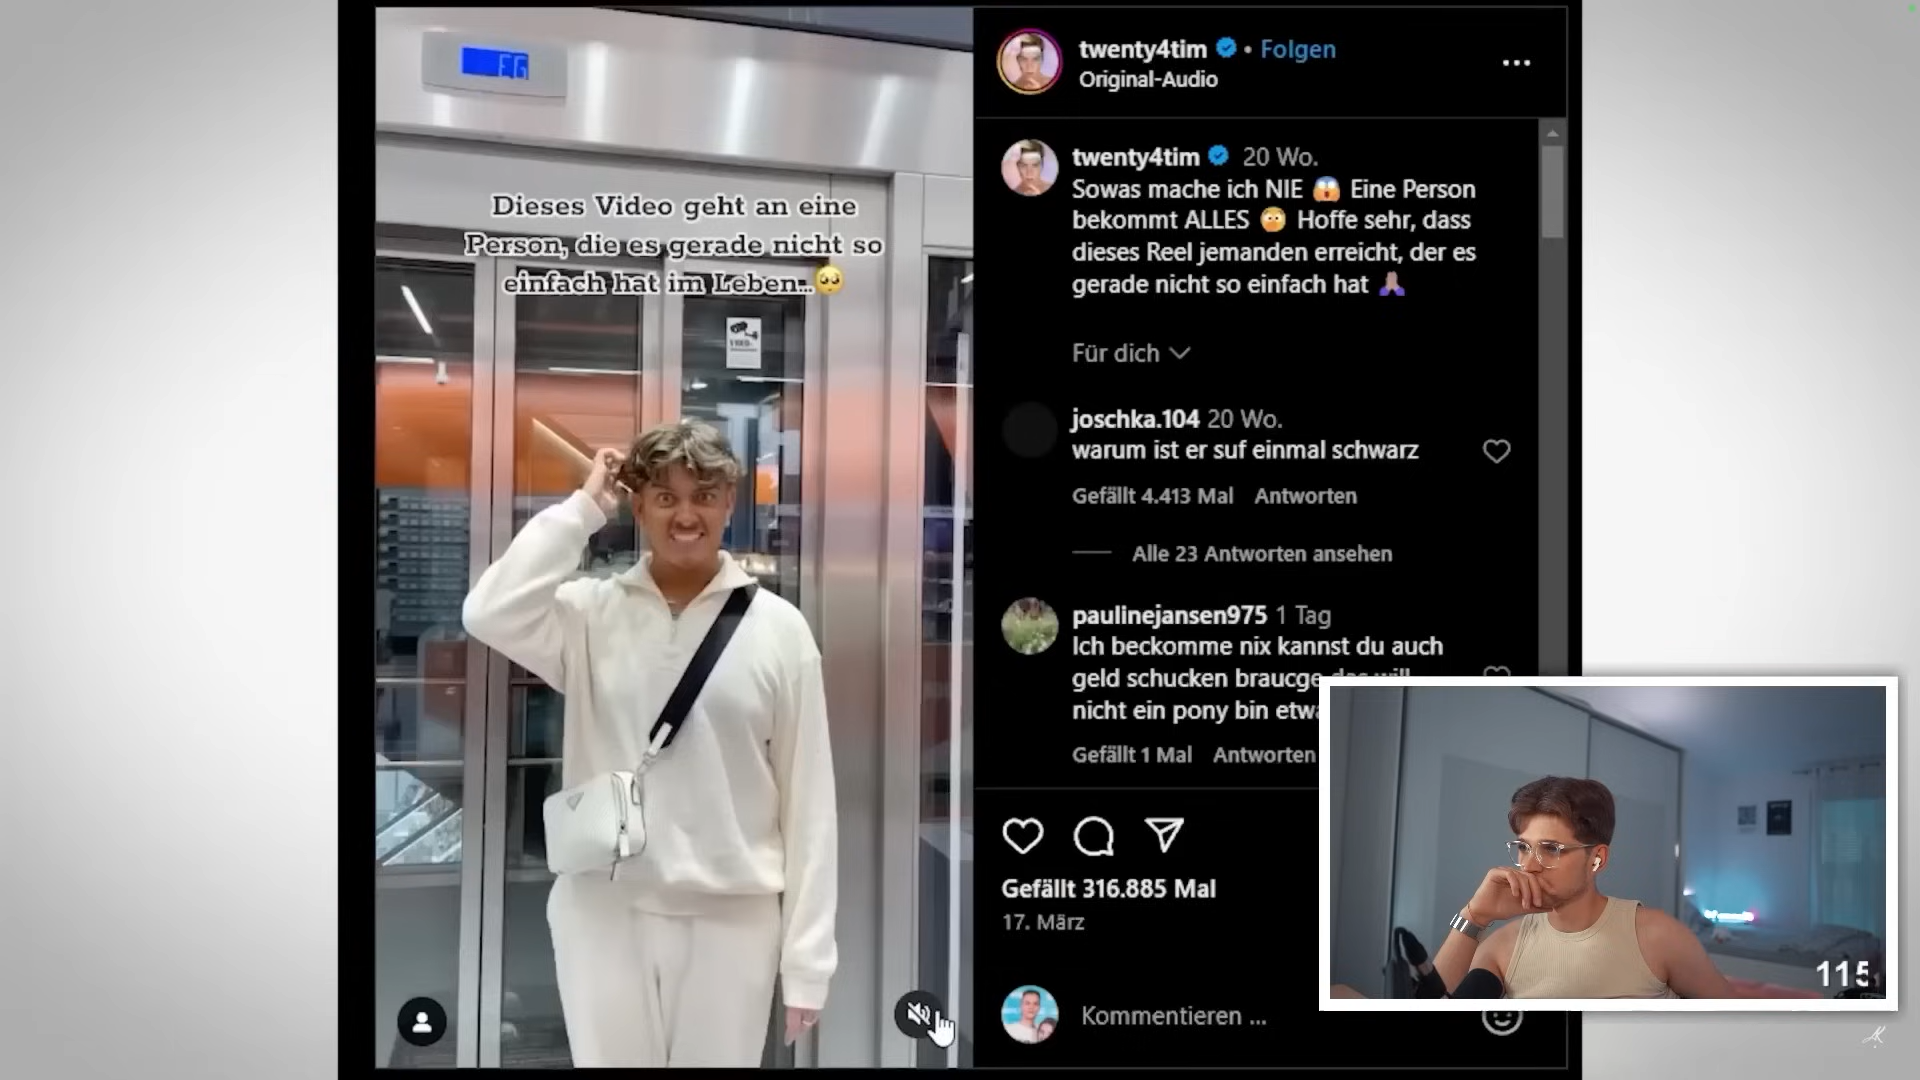 EG
Dieses Video geht an eine
Person, die es gerade nicht so
einfach hat im Leben...🥺
twenty4tim • Folgen
Original-Audio
twenty4tim 20 Wo.
Sowas mache ich NIE 😱 Eine Person
bekommt ALLES 😳 Hoffe sehr, dass
dieses Reel jemanden erreicht, der es
gerade nicht so einfach hat 🙏🏽
Für dich
joschka.104 20 Wo.
warum ist er suf einmal schwarz
Gefällt 4.413 Mal Antworten
Alle 23 Antworten ansehen
paulinejansen975 1 Tag
Ich beckomme nix kannst du auch
geld schucken braucge
nicht ein pony bin
Gefällt 1 Mal Antworten
Gefällt 316.885 Mal
17. März
Kommentieren ...
115